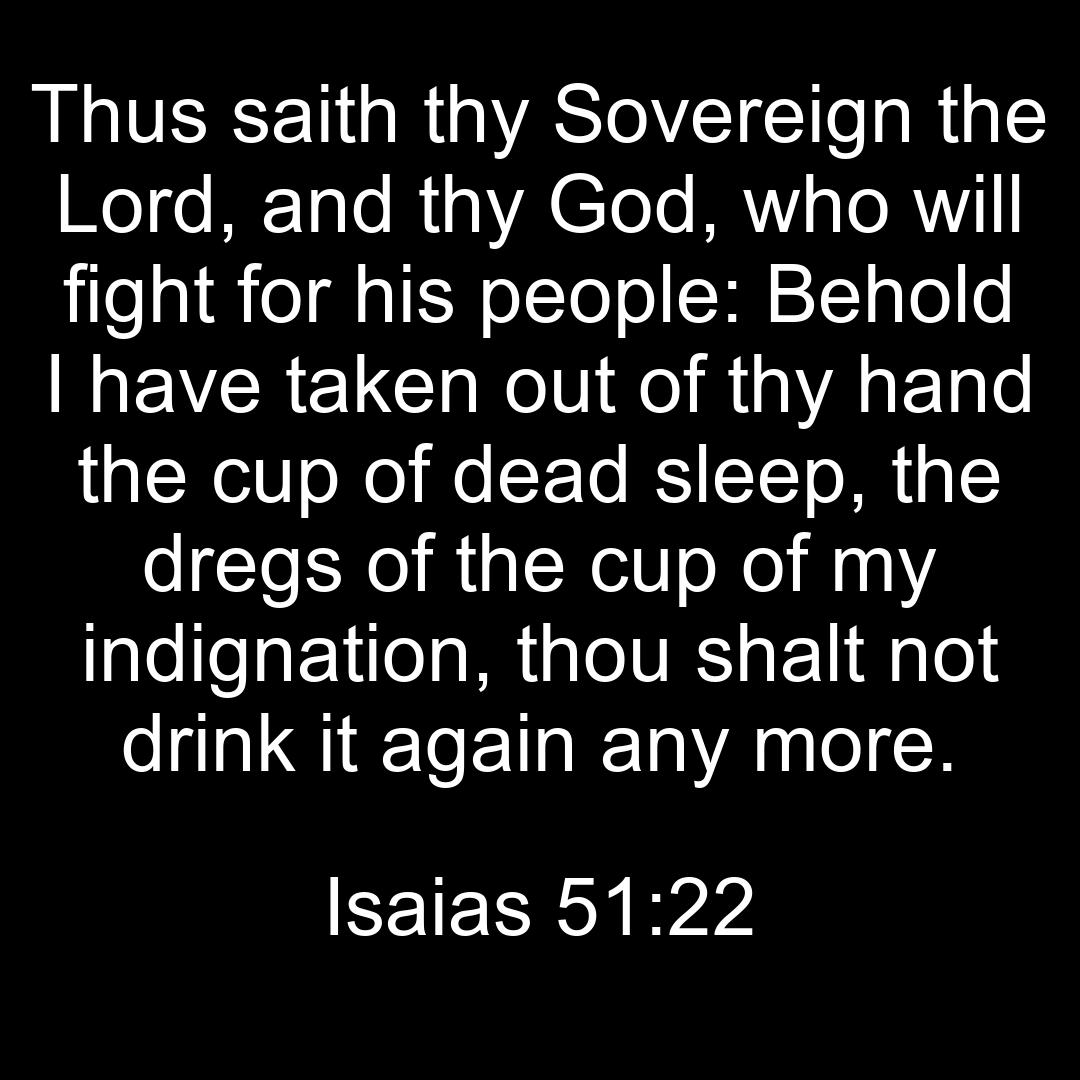 Thus saith thy Sovereign the
Lord, and thy God, who will
fight for his people: Behold
I have taken out of thy hand
the cup of dead sleep, the
dregs of the cup of my
indignation, thou shalt not
drink it again any more.
Isaias 51:22